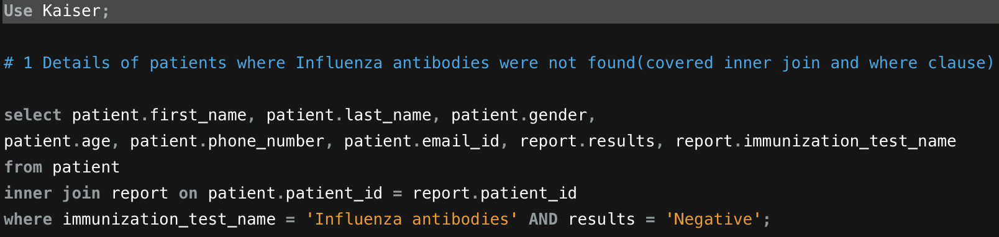 Use Kaiser;
# 1 Details of patients where Influenza antibodies were not found(covered inner join and where clause)
select patient.first_name, patient.last_name, patient.gender,
patient.age, patient.phone_number, patient.email_id, report.results, report.immunization_test_name
from patient
inner join report on patient.patient_id = report.patient_id
where immunization_test_name = 'Influenza antibodies' AND results = 'Negative';